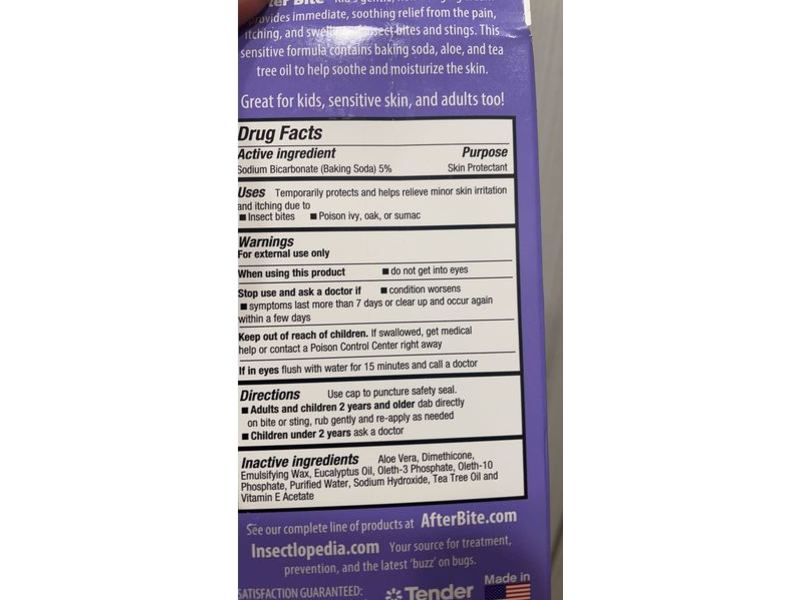 er Bite
provides immediate, soothing relief from the pain,
itching, and insect bites and stings. This
sensitive formula contains baking soda, aloe, and tea
tree oil to help soothe and moisturize the skin.
Great for kids, sensitive skin, and adults too!
Drug Facts
Active ingredient Purpose
Sodium Bicarbonate (Baking Soda) 5% Skin Protectant
Uses Temporarily protects and helps relieve minor skin irritation
and itching due to
■ Insect bites ■ Poison ivy, oak, or sumac
Warnings
For external use only
When using this product ■ do not get into eyes
Stop use and ask a doctor if ■ condition worsens
■ symptoms last more than 7 days or clear up and occur again
within a few days
Keep out of reach of children. If swallowed, get medical
help or contact a Poison Control Center right away
If in eyes flush with water for 15 minutes and call a doctor
Directions Use cap to puncture safety seal.
■ Adults and children 2 years and older dab directly
on bite or sting, rub gently and re-apply as needed
■ Children under 2 years ask a doctor
Inactive ingredients Aloe Vera, Dimethicone,
Emulsifying Wax, Eucalyptus Oil, Oleth-3 Phosphate, Oleth-10
Phosphate, Purified Water, Sodium Hydroxide, Tea Tree Oil and
Vitamin E Acetate
See our complete line of products at AfterBite.com
Insectlopedia.com Your source for treatment,
prevention, and the latest 'buzz' on bugs.
SATISFACTION GUARANTEED: Tender Made in